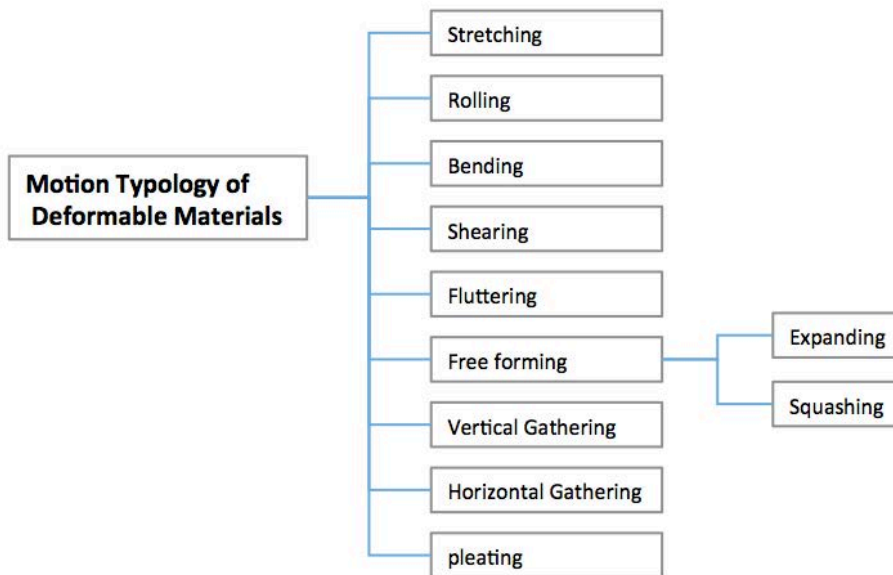 Motion Typology of
Deformable Materials
Stretching
Rolling
Bending
Shearing
Fluttering
Free forming
Expanding
Squashing
Vertical Gathering
Horizontal Gathering
pleating